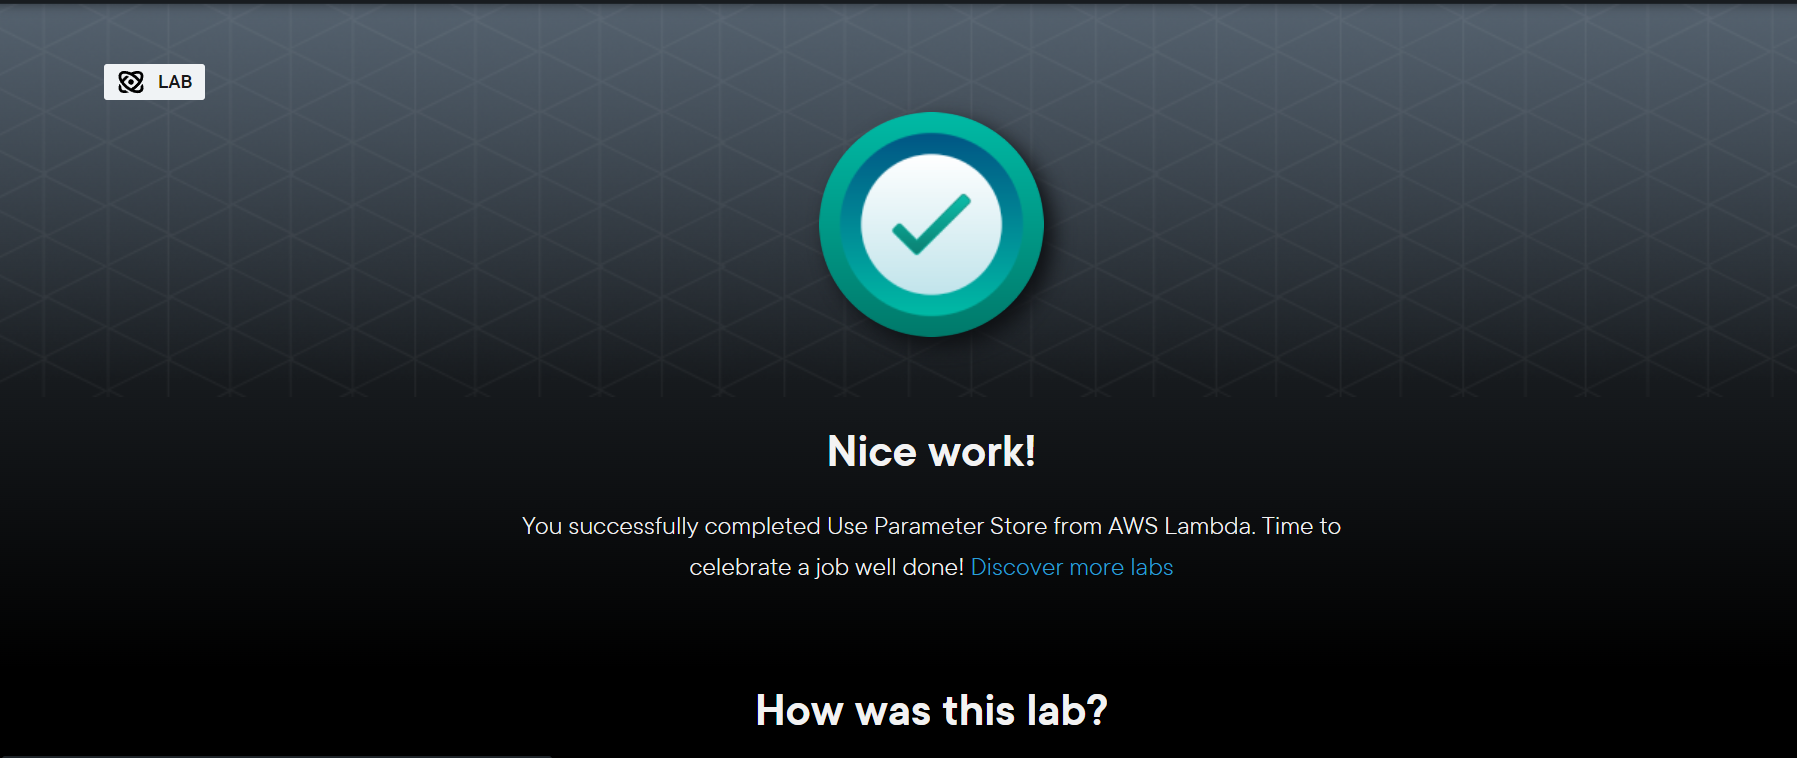 LAB
Nice work!
You successfully completed Use Parameter Store from AWS Lambda. Time to
celebrate a job well done! Discover more labs
How was this lab?